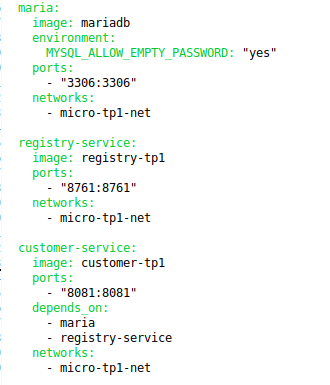 maria:
  image: mariadb
  environment:
    MYSQL_ALLOW_EMPTY_PASSWORD: "yes"
  ports:
    - "3306:3306"
  networks:
    - micro-tp1-net

registry-service:
  image: registry-tp1
  ports:
    - "8761:8761"
  networks:
    - micro-tp1-net

customer-service:
  image: customer-tp1
  ports:
    - "8081:8081"
  depends_on:
    - maria
    - registry-service
  networks:
    - micro-tp1-net